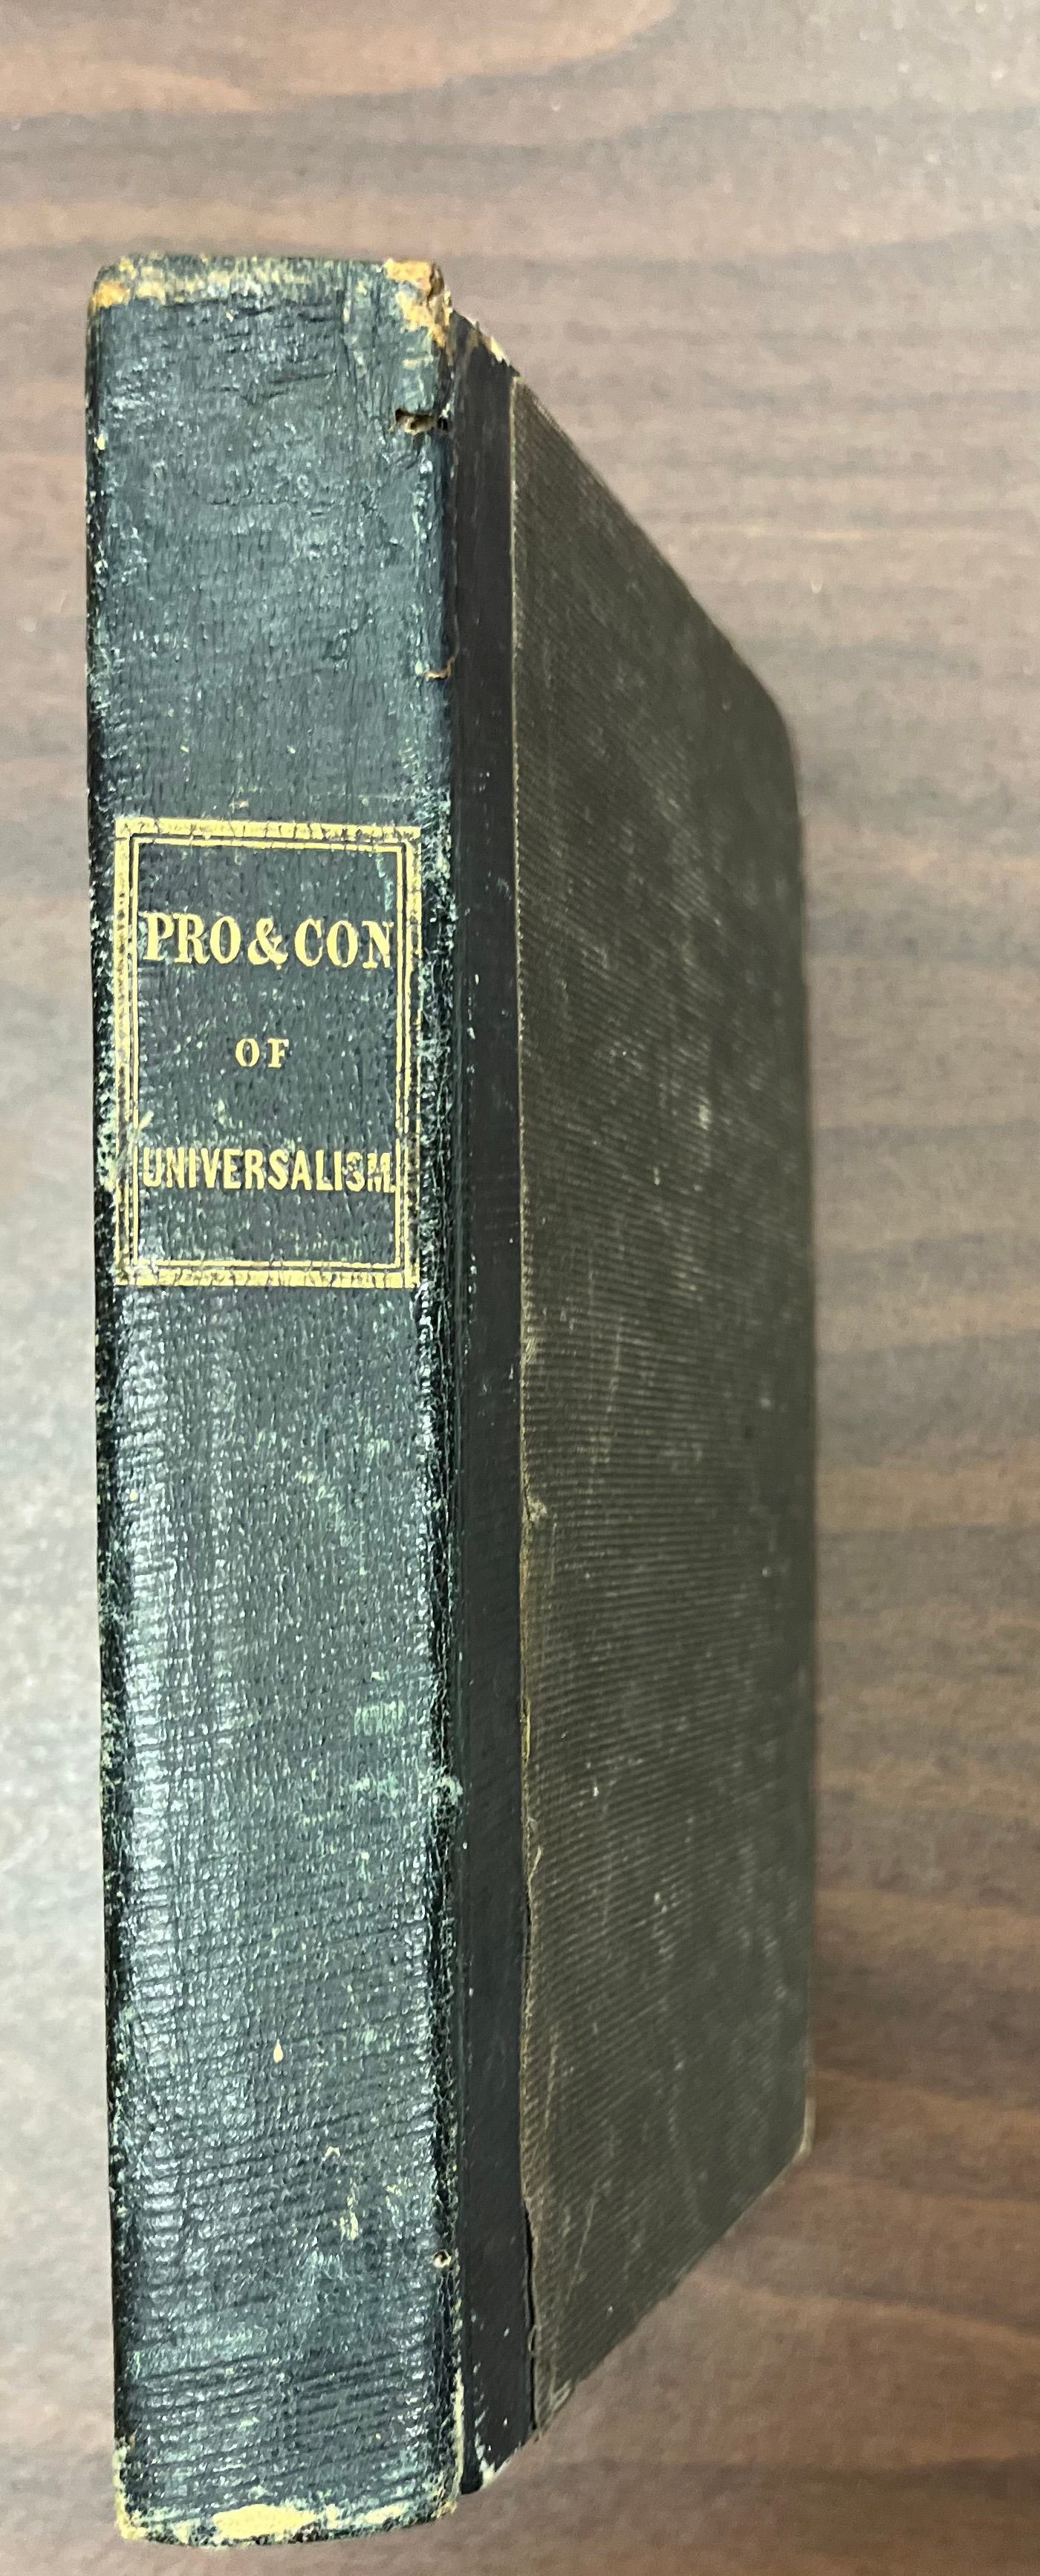 PRO & CON
OF
UNIVERSALISM.